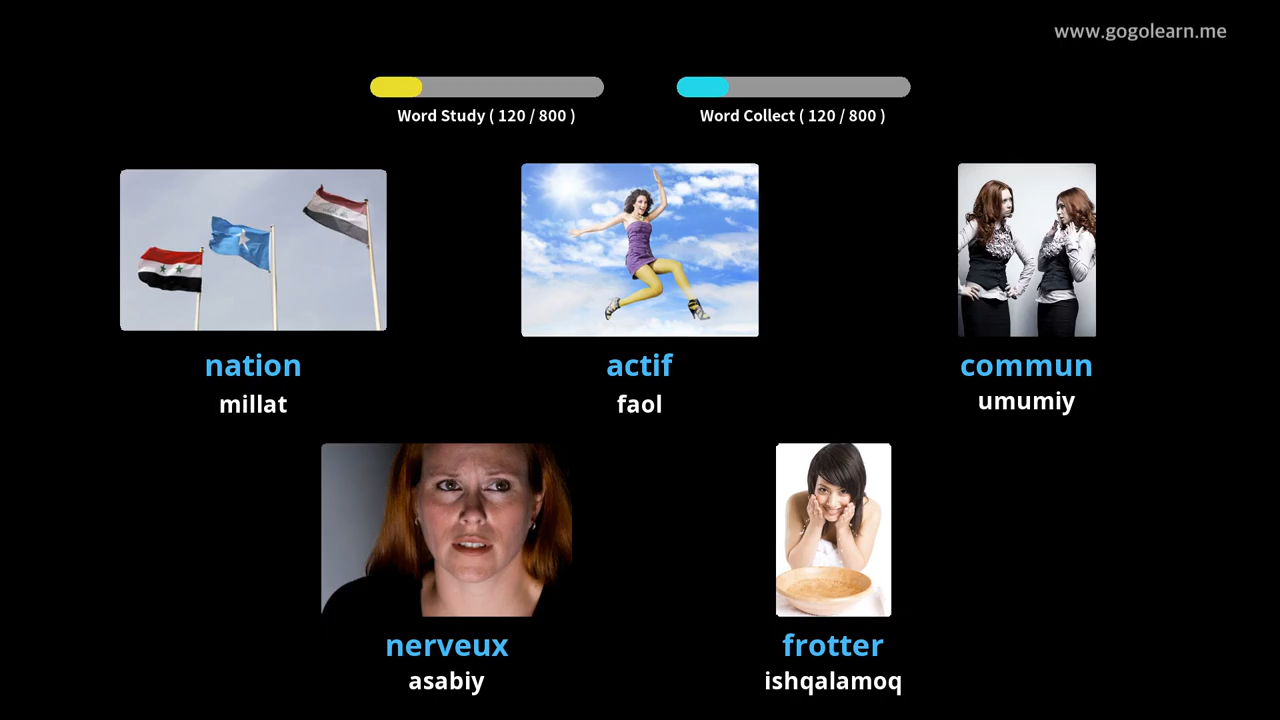 www.gogolearn.me
Word Study ( 120 / 800 )
Word Collect ( 120 / 800 )
nation
millat
actif
faol
commun
umumiy
nerveux
asabiy
frotter
ishqalamoq